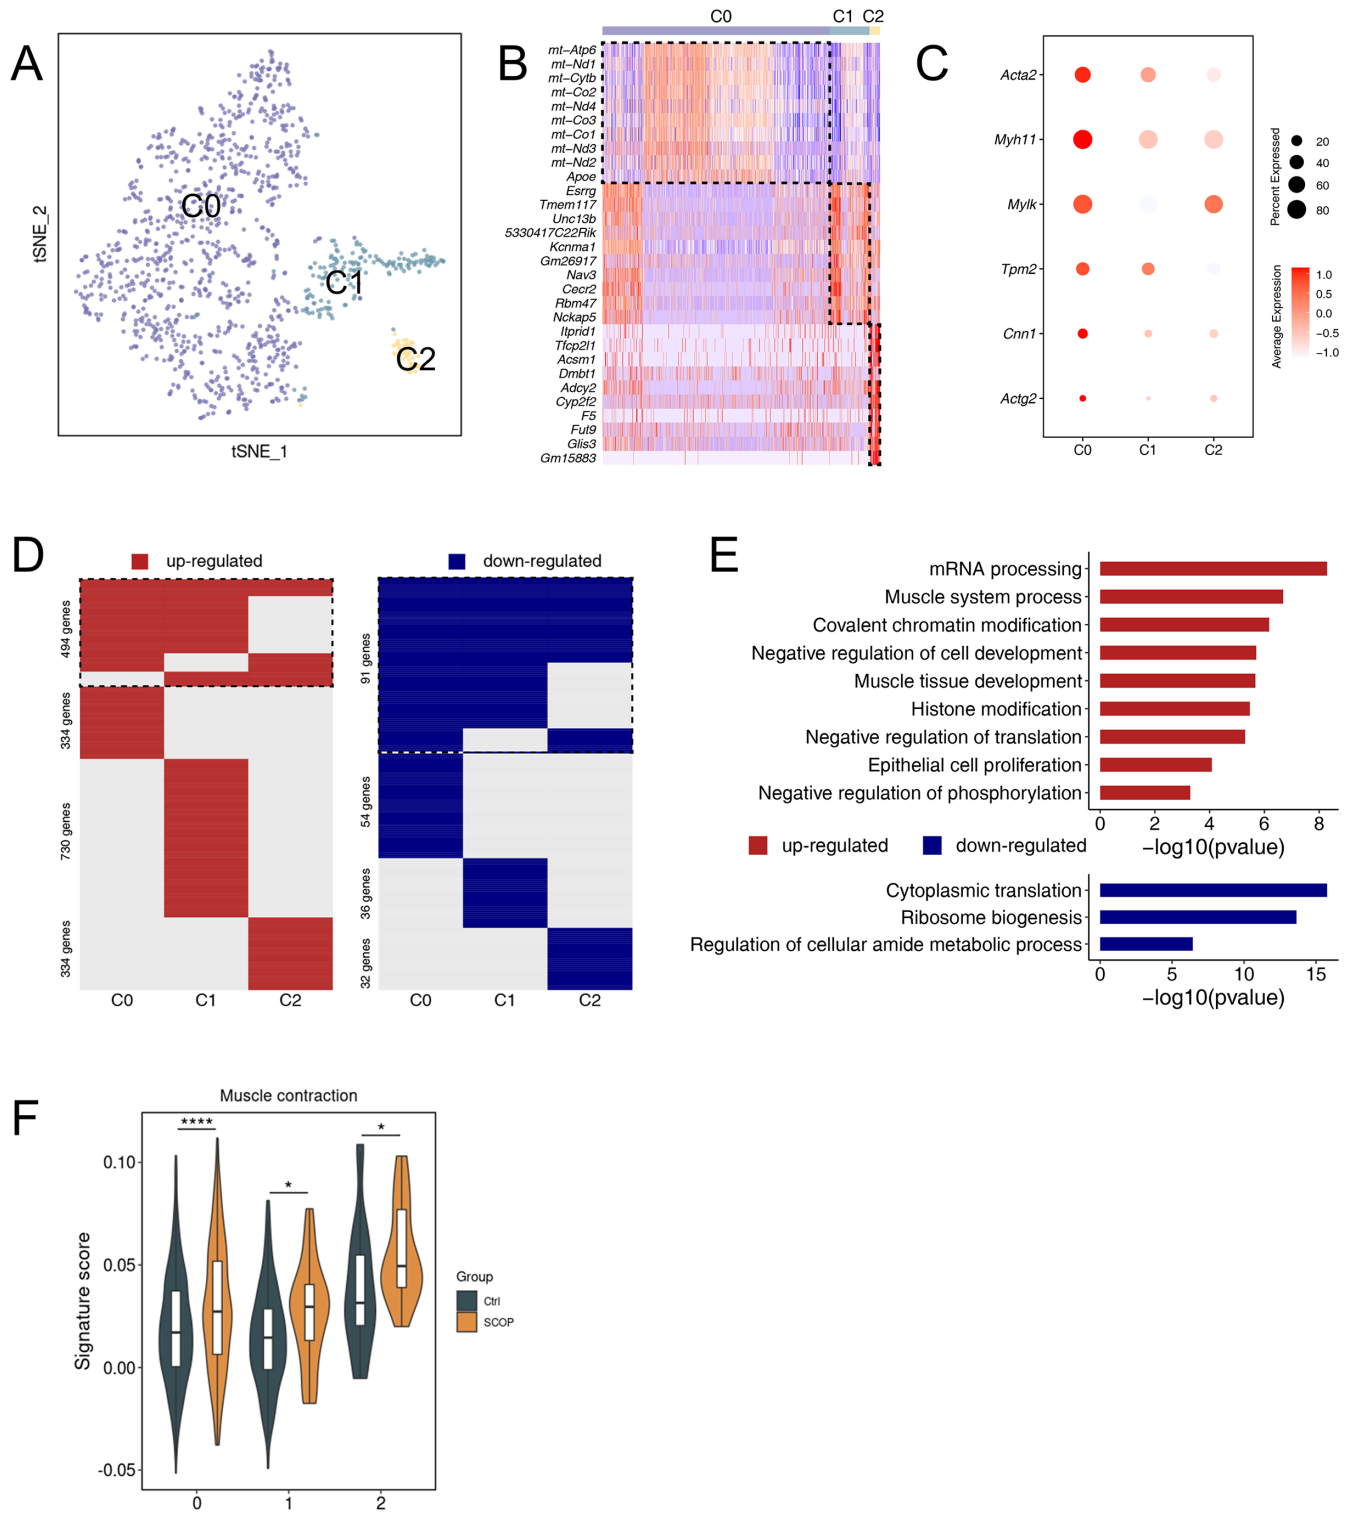 A
tSNE_2
C0
C1
C2
tSNE_1
B
C0 C1 C2
mt-Atp6
mt-Nd1
mt-Cytb
mt-Co2
mt-Nd4
mt-Co3
mt-Co1
mt-Nd3
mt-Nd2
Apoe
Esrrg
Tmem117
Unc13b
5330417C22Rik
Kcnma1
Gm26917
Nav3
Cecr2
Rbm47
Nckap5
Itprid1
Tfcp2l1
Acsm1
Dmbt1
Adcy2
Cyp2f2
F5
Fut9
Glis3
Gm15883
C
Acta2
Myh11
Mylk
Tpm2
Cnn1
Actg2
C0 C1 C2
Percent Expressed
20
40
60
80
Average Expression
1.0
0.5
0.0
−0.5
−1.0
D
up-regulated
494 genes
334 genes
730 genes
334 genes
C0 C1 C2
down-regulated
91 genes
54 genes
36 genes
32 genes
C0 C1 C2
E
mRNA processing
Muscle system process
Covalent chromatin modification
Negative regulation of cell development
Muscle tissue development
Histone modification
Negative regulation of translation
Epithelial cell proliferation
Negative regulation of phosphorylation
0 2 4 6 8
−log10(pvalue)
up-regulated down-regulated
Cytoplasmic translation
Ribosome biogenesis
Regulation of cellular amide metabolic process
0 5 10 15
−log10(pvalue)
F
Muscle contraction
**** * *
Signature score
0.10
0.05
0.00
-0.05
0 1 2
Group
Ctrl
SCOP